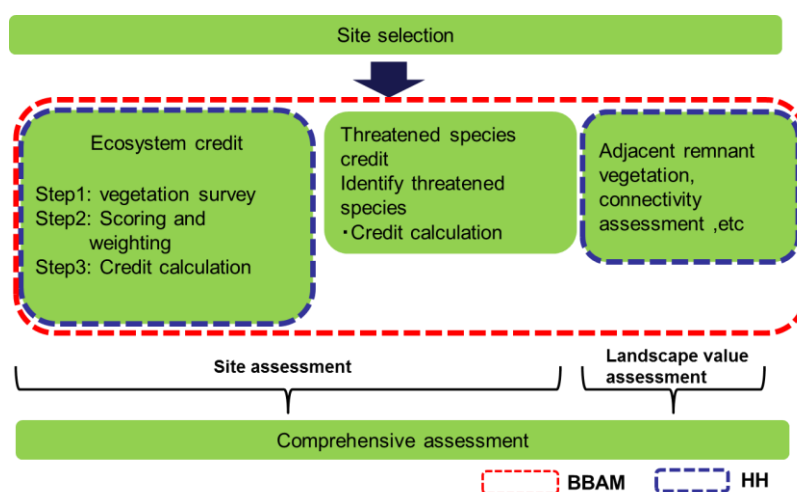 Site selection
Ecosystem credit
Step1: vegetation survey
Step2: Scoring and
weighting
Step3: Credit calculation
Threatened species
credit
Identify threatened
species
・Credit calculation
Adjacent remnant
vegetation,
connectivity
assessment ,etc
Site assessment
Landscape value
assessment
Comprehensive assessment
BBAM
HH